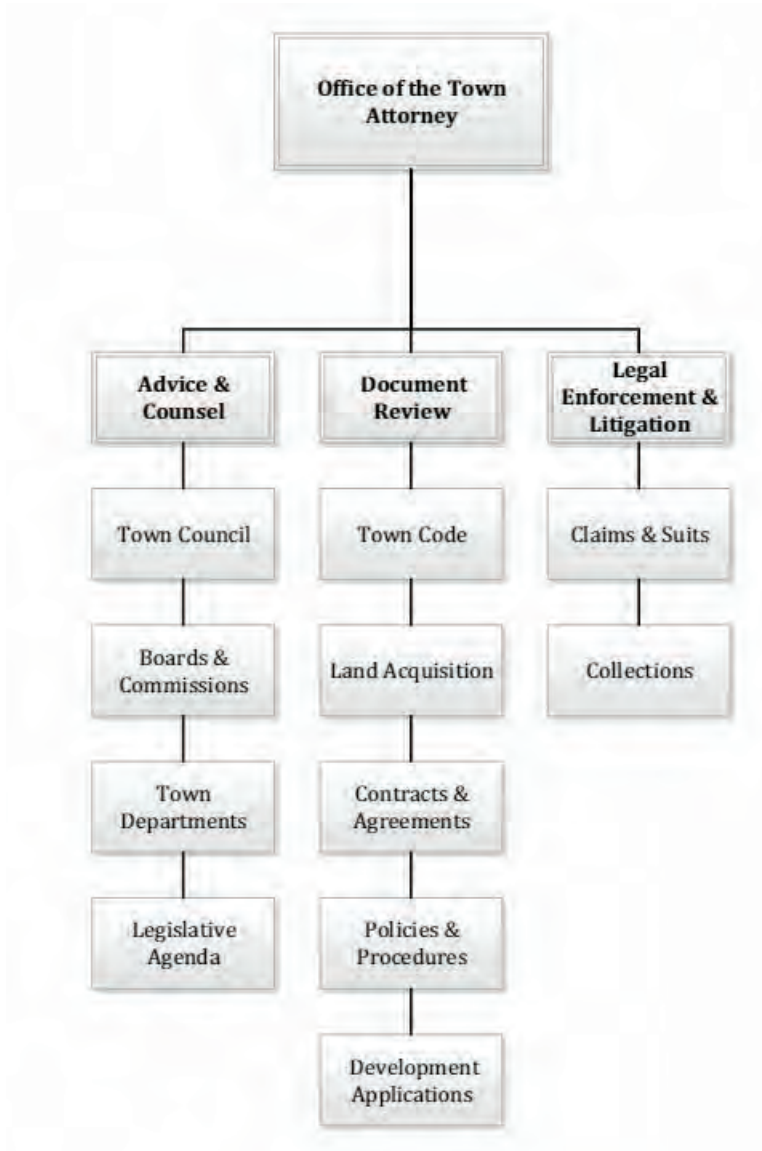 Office of the Town
Attorney
Advice &
Counsel
Document
Review
Legal
Enforcement &
Litigation
Town Council
Town Code
Claims & Suits
Boards &
Commissions
Land Acquisition
Collections
Town
Departments
Contracts &
Agreements
Legislative
Agenda
Policies &
Procedures
Development
Applications